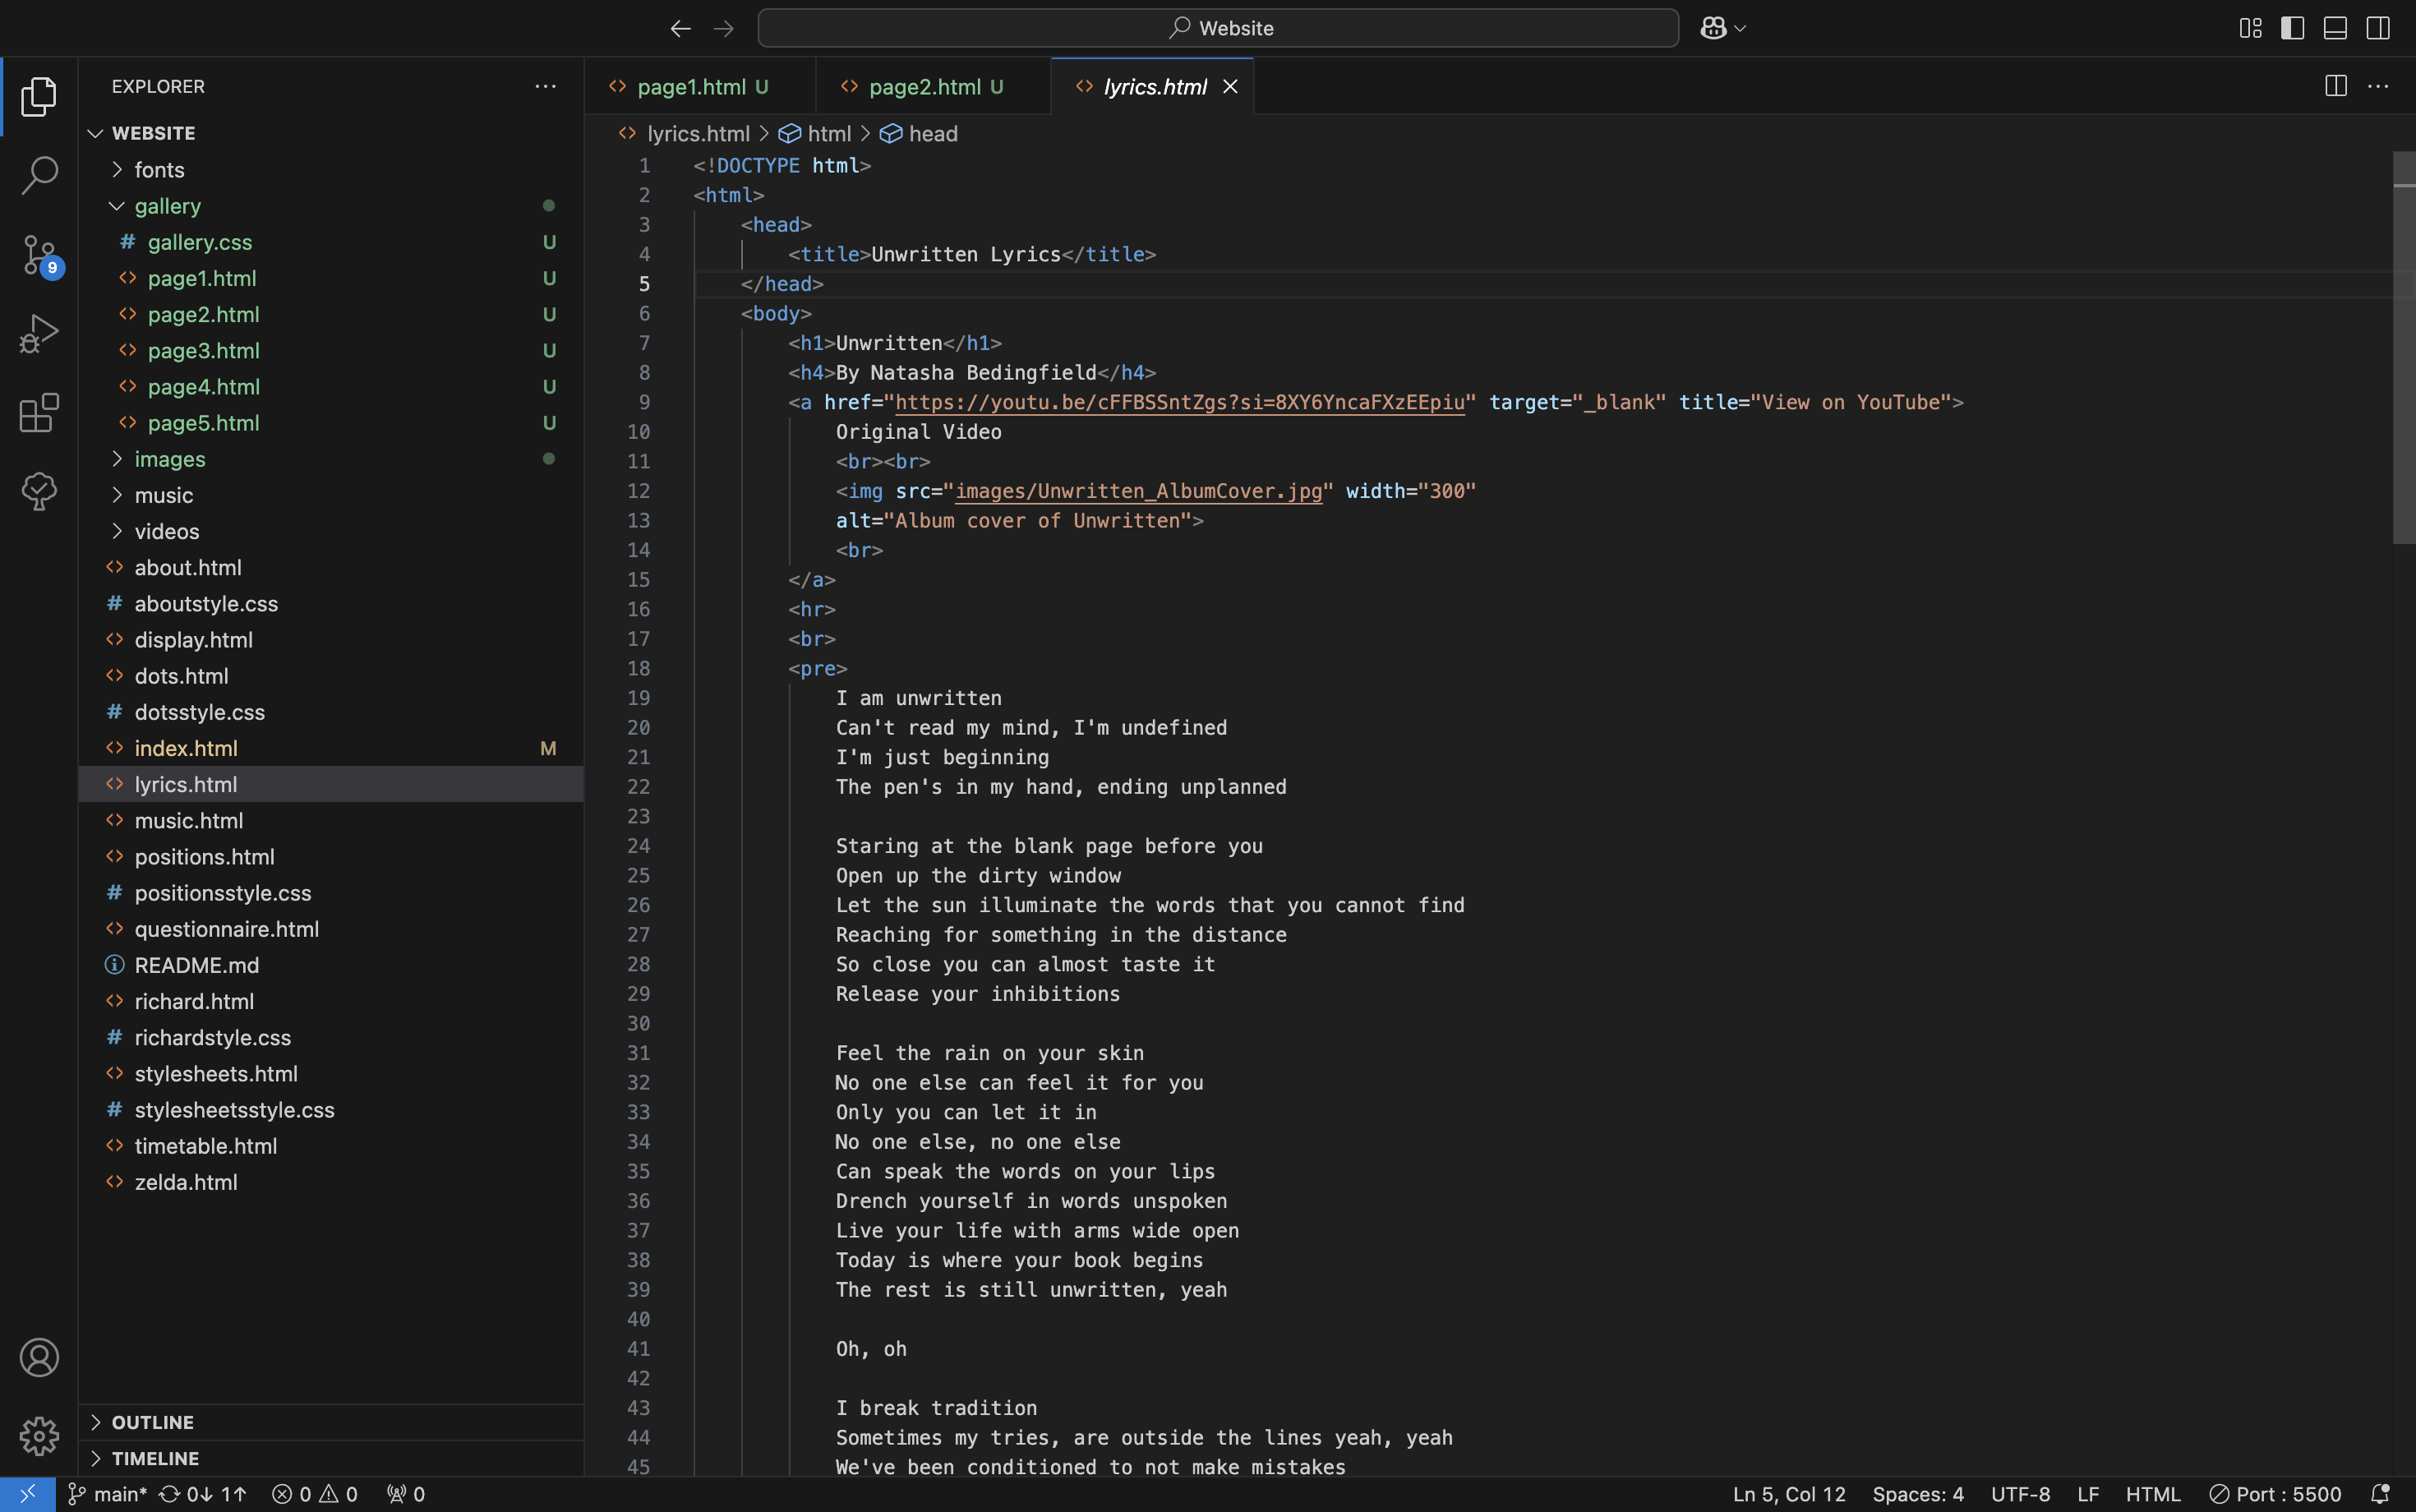 Website
EXPLORER
WEBSITE
fonts
gallery
gallery.css U
page1.html U
page2.html U
page3.html U
page4.html U
page5.html U
images
music
videos
about.html
aboutstyle.css
display.html
dots.html
dotsstyle.css
index.html M
lyrics.html
music.html
positions.html
positionsstyle.css
questionnaire.html
README.md
richard.html
richardstyle.css
stylesheets.html
stylesheetsstyle.css
timetable.html
zelda.html
OUTLINE
TIMELINE
9
page1.html U page2.html U lyrics.html
lyrics.html > html > head
1 <!DOCTYPE html>
2 <html>
3 <head>
4 <title>Unwritten Lyrics</title>
5 </head>
6 <body>
7 <h1>Unwritten</h1>
8 <h4>By Natasha Bedingfield</h4>
9 <a href="https://youtu.be/cFFBSSntZgs?si=8XY6YncaFXzEEpiu" target="_blank" title="View on YouTube">
10 Original Video
11 <br><br>
12 <img src="images/Unwritten_AlbumCover.jpg" width="300"
13 alt="Album cover of Unwritten">
14 <br>
15 </a>
16 <hr>
17 <br>
18 <pre>
19 I am unwritten
20 Can't read my mind, I'm undefined
21 I'm just beginning
22 The pen's in my hand, ending unplanned
23
24 Staring at the blank page before you
25 Open up the dirty window
26 Let the sun illuminate the words that you cannot find
27 Reaching for something in the distance
28 So close you can almost taste it
29 Release your inhibitions
30
31 Feel the rain on your skin
32 No one else can feel it for you
33 Only you can let it in
34 No one else, no one else
35 Can speak the words on your lips
36 Drench yourself in words unspoken
37 Live your life with arms wide open
38 Today is where your book begins
39 The rest is still unwritten, yeah
40
41 Oh, oh
42
43 I break tradition
44 Sometimes my tries, are outside the lines yeah, yeah
45 We've been conditioned to not make mistakes
main* 0↓ 1↑ 0 0 0 Ln 5, Col 12 Spaces: 4 UTF-8 LF HTML Port : 5500